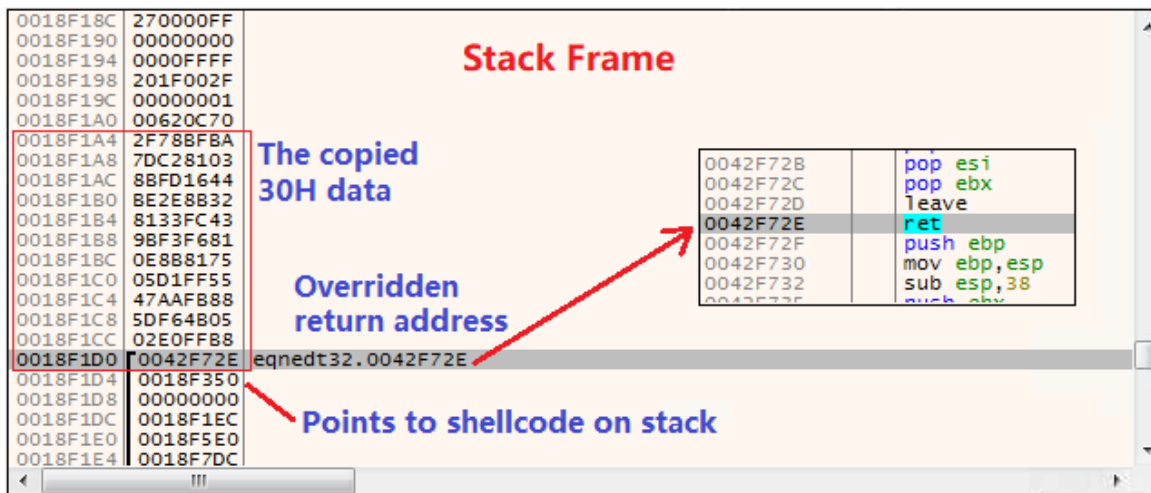 0018F18C 270000FF
0018F190 00000000
0018F194 0000FFFF
0018F198 201F002F
0018F19C 00000001
0018F1A0 00620C70
0018F1A4 2F78BFBA
0018F1A8 7DC28103
0018F1AC 8BFD1644
0018F1B0 BE2E8B32
0018F1B4 8133FC43
0018F1B8 9BF3F681
0018F1BC 0E8B8175
0018F1C0 05D1FF55
0018F1C4 47AAFB88
0018F1C8 5DF64B05
0018F1CC 02E0FFB8
0018F1D0 0042F72E eqnedt32.0042F72E
0018F1D4 0018F350
0018F1D8 00000000
0018F1DC 0018F1EC
0018F1E0 0018F5E0
0018F1E4 0018F7DC
Stack Frame
The copied
30H data
Overridden
return address
Points to shellcode on stack
0042F72B pop esi
0042F72C pop ebx
0042F72D leave
0042F72E ret
0042F72F push ebp
0042F730 mov ebp,esp
0042F732 sub esp,38